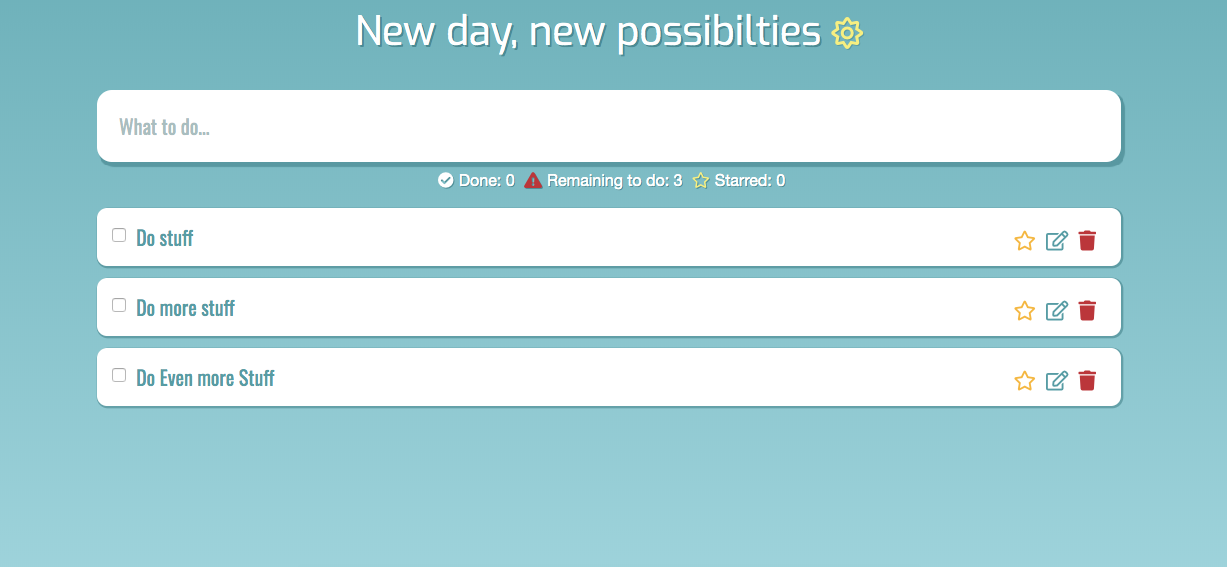 New day, new possibilties
What to do...
Done: 0 Remaining to do: 3 Starred: 0
Do stuff
Do more stuff
Do Even more Stuff